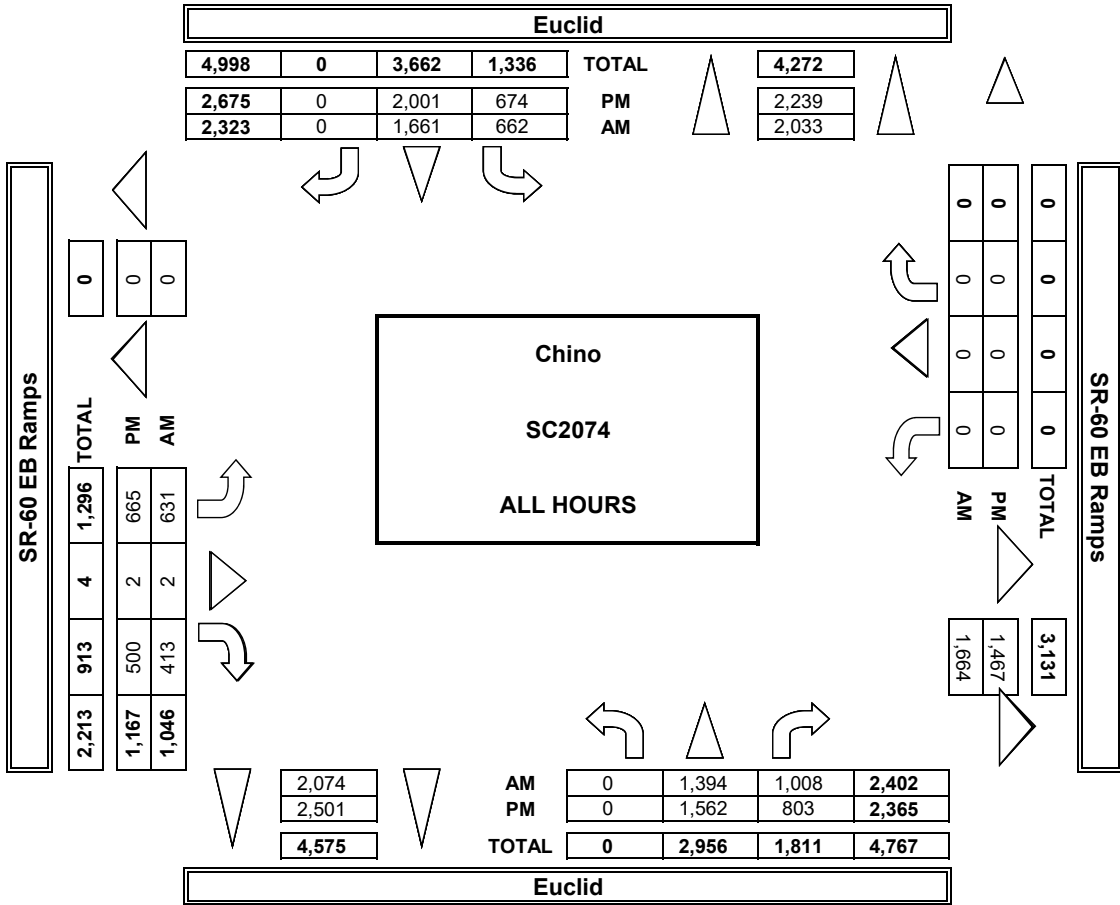 Euclid
4,998 0 3,662 1,336 TOTAL 4,272
2,675 0 2,001 674 PM 2,239
2,323 0 1,661 662 AM 2,033
SR-60 EB Ramps
0 0 0
TOTAL PM AM
1,296 665 631
4 2 2
913 500 413
2,213 1,167 1,046
Chino
SC2074
ALL HOURS
0 0 0
0 0 0
0 0 0
0 0 0
AM PM TOTAL
1,664 1,467 3,131
SR-60 EB Ramps
2,074 AM 0 1,394 1,008 2,402
2,501 PM 0 1,562 803 2,365
4,575 TOTAL 0 2,956 1,811 4,767
Euclid